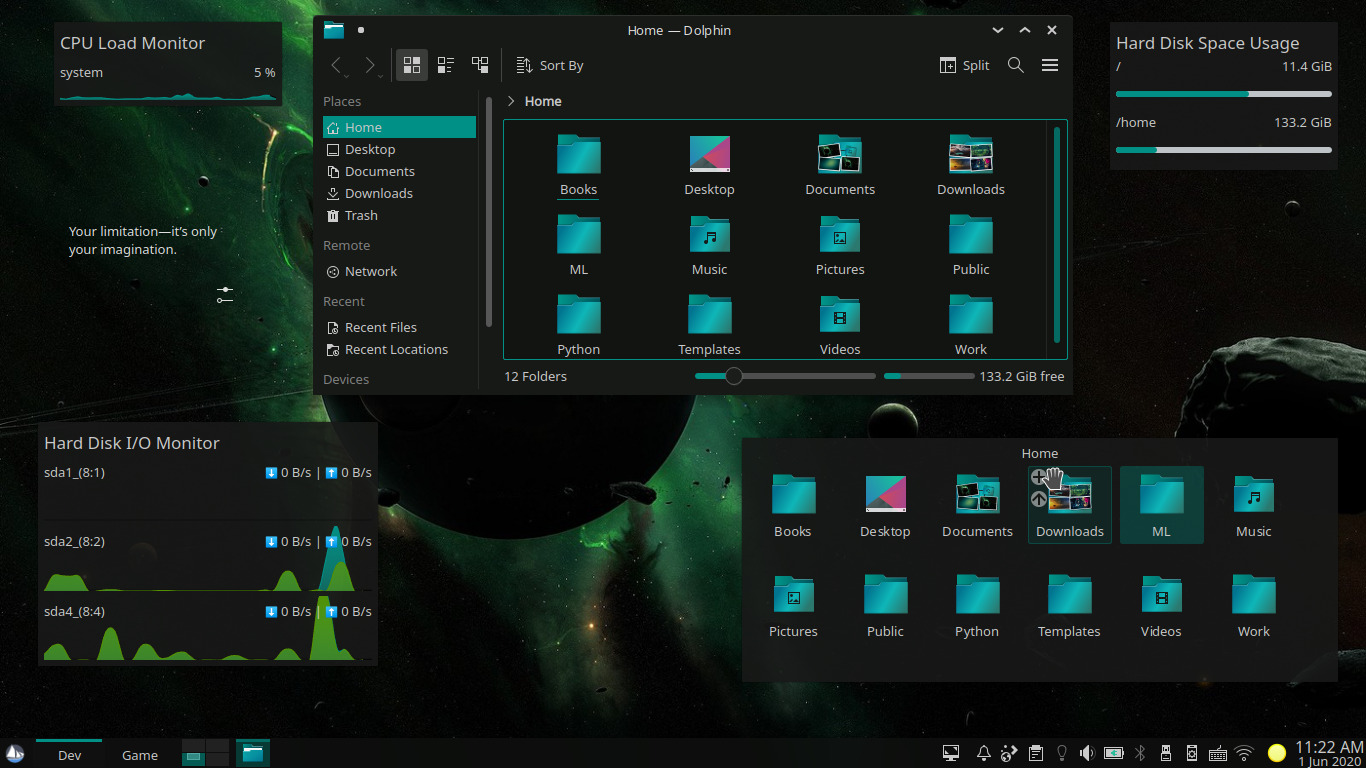 CPU Load Monitor
system 5 %
Home — Dolphin
Sort By
Split
Places
Home
Desktop
Documents
Downloads
Trash
Remote
Network
Recent
Recent Files
Recent Locations
Devices
Home
Books Desktop Documents Downloads
ML Music Pictures Public
Python Templates Videos Work
12 Folders 133.2 GiB free
Hard Disk Space Usage
/ 11.4 GiB
/home 133.2 GiB
Your limitation—it's only
your imagination.
Hard Disk I/O Monitor
sda1_(8:1) ⬇ 0 B/s | ⬆ 0 B/s
sda2_(8:2) ⬇ 0 B/s | ⬆ 0 B/s
sda4_(8:4) ⬇ 0 B/s | ⬆ 0 B/s
Home
Books Desktop Documents Downloads ML Music
Pictures Public Python Templates Videos Work
Dev Game
11:22 AM
1 Jun 2020